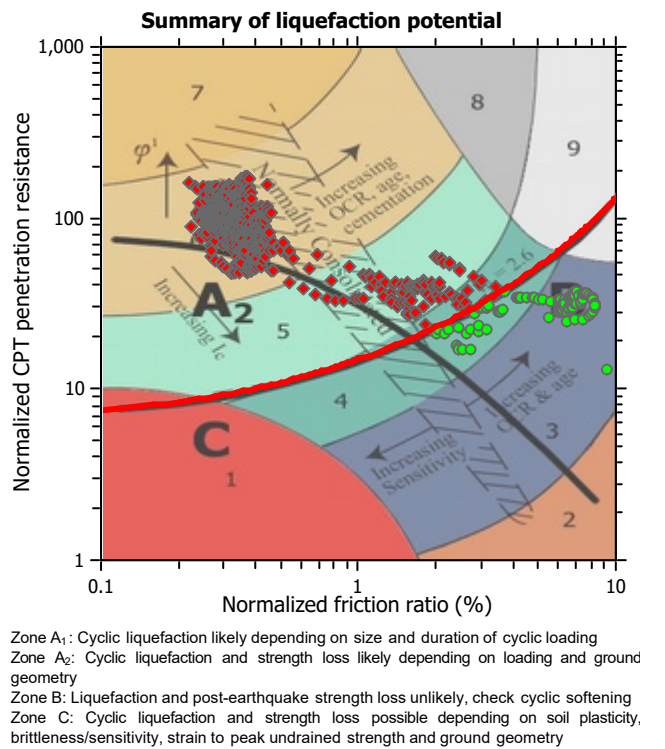 Summary of liquefaction potential
1,000
100
10
1
0.1
1
10
Normalized CPT penetration resistance
Normalized friction ratio (%)
7
8
9
φ'
Normally Consolidated
Increasing
OCR, age,
cementation
= 2.6
A2
Increasing Ic
5
4
C
1
Increasing
OCR & age
Increasing
Sensitivity
3
2
Zone A₁: Cyclic liquefaction likely depending on size and duration of cyclic loading
Zone A₂: Cyclic liquefaction and strength loss likely depending on loading and ground
geometry
Zone B: Liquefaction and post-earthquake strength loss unlikely, check cyclic softening
Zone C: Cyclic liquefaction and strength loss possible depending on soil plasticity,
brittleness/sensitivity, strain to peak undrained strength and ground geometry